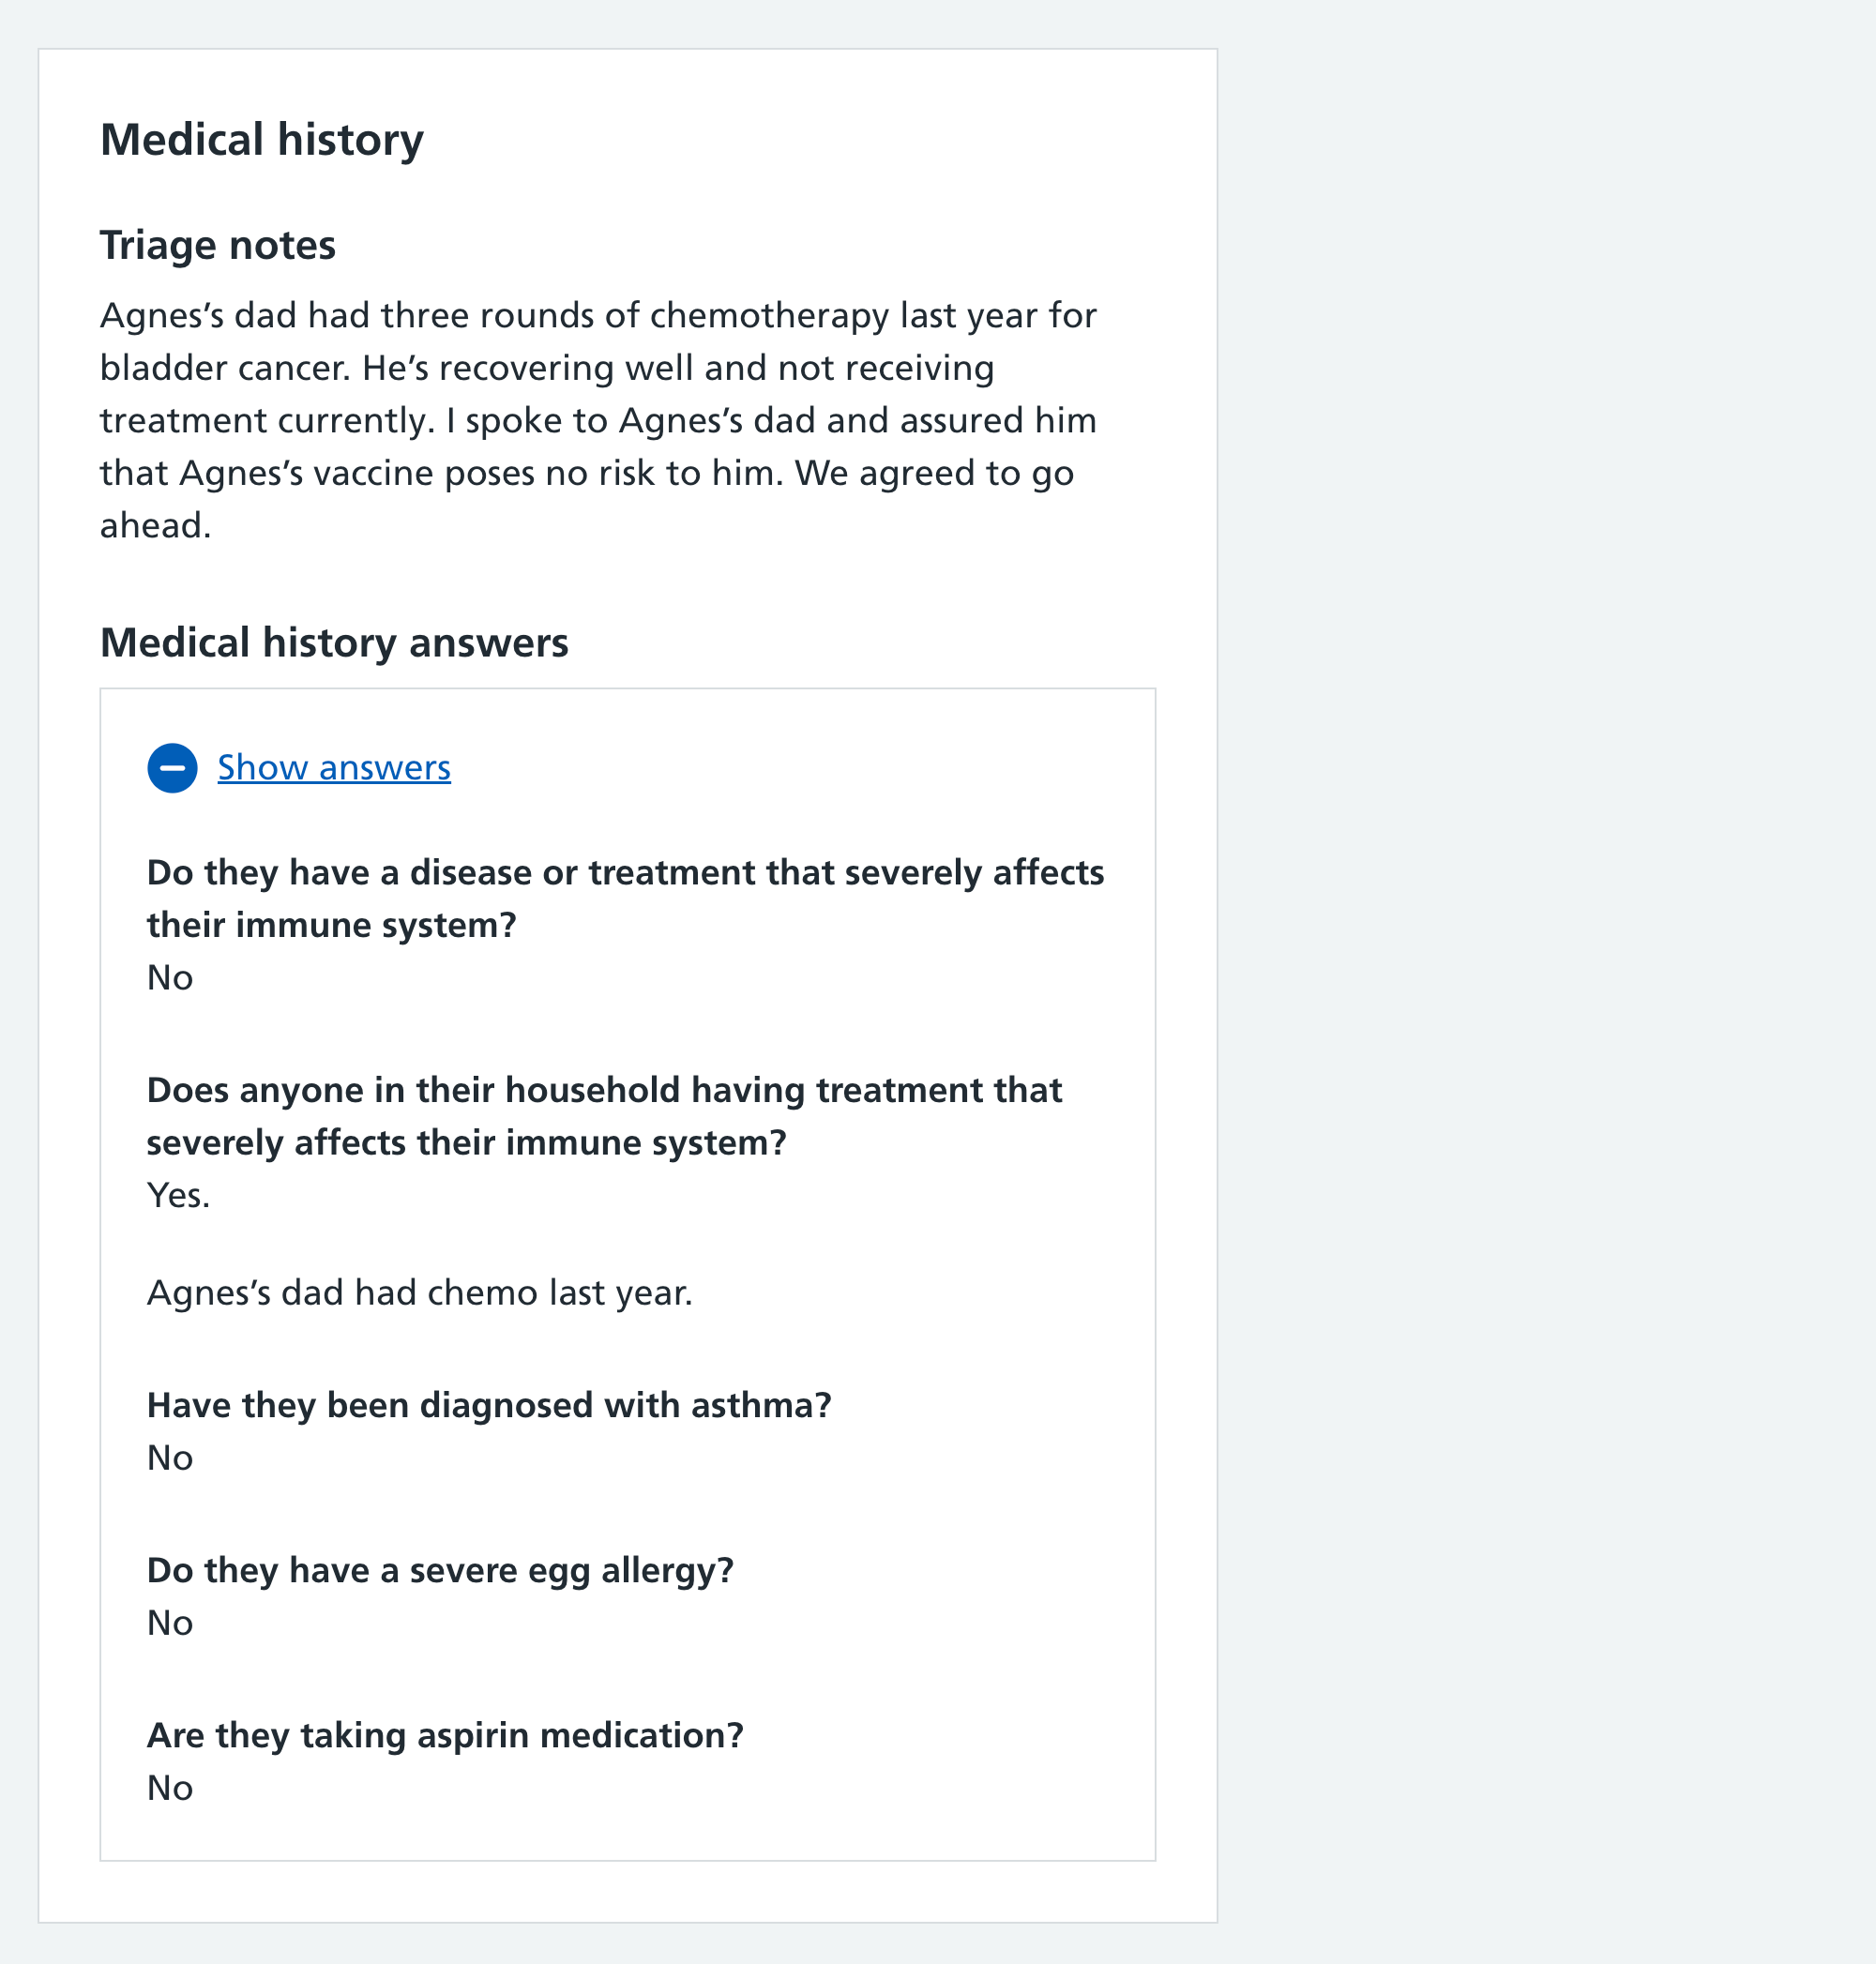 Medical history
Triage notes
Agnes’s dad had three rounds of chemotherapy last year for
bladder cancer. He’s recovering well and not receiving
treatment currently. I spoke to Agnes’s dad and assured him
that Agnes’s vaccine poses no risk to him. We agreed to go
ahead.
Medical history answers
Show answers
Do they have a disease or treatment that severely affects
their immune system?
No
Does anyone in their household having treatment that
severely affects their immune system?
Yes.
Agnes’s dad had chemo last year.
Have they been diagnosed with asthma?
No
Do they have a severe egg allergy?
No
Are they taking aspirin medication?
No